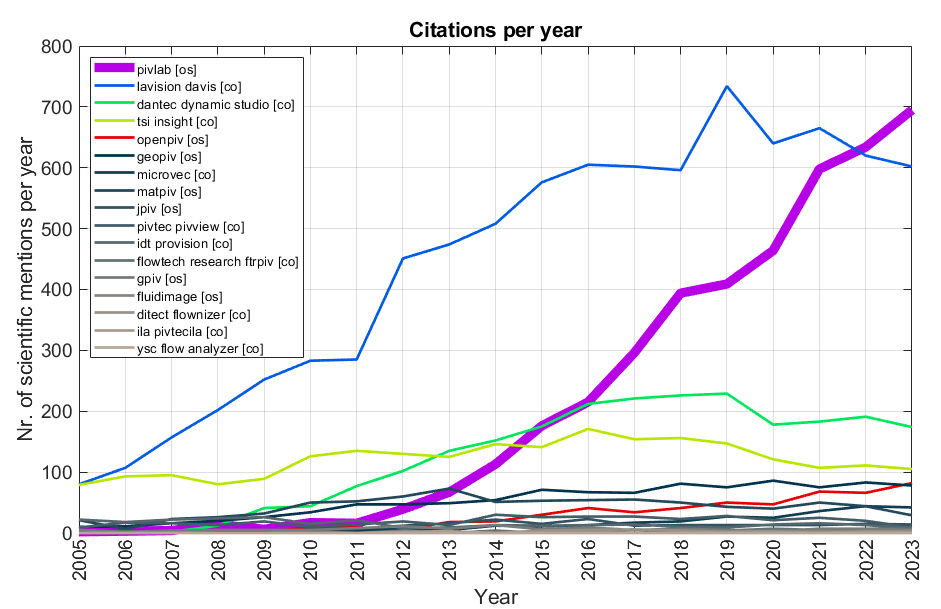 Citations per year
Nr. of scientific mentions per year
800
700
600
500
400
300
200
100
0
pivlab [os]
lavision davis [co]
dantec dynamic studio [co]
tsi insight [co]
openpiv [os]
geopiv [os]
microvec [co]
matpiv [os]
jpiv [os]
pivtec pivview [co]
idt provision [co]
flowtech research ftrpiv [co]
gpiv [os]
fluidimage [os]
ditect flownizer [co]
ila pivtecila [co]
ysc flow analyzer [co]
2005 2006 2007 2008 2009 2010 2011 2012 2013 2014 2015 2016 2017 2018 2019 2020 2021 2022 2023
Year